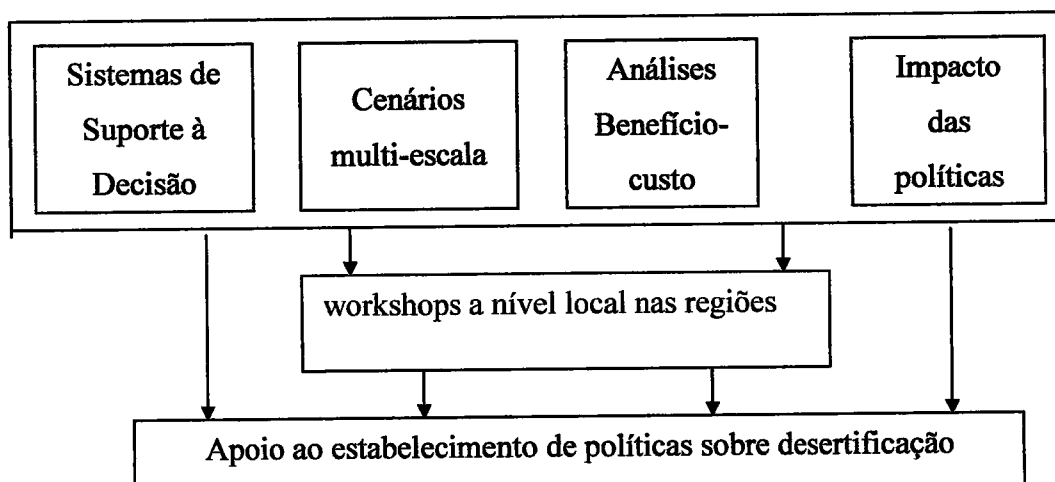 Sistemas de
Suporte à
Decisão
Cenários
multi-escala
Análises
Benefício-
custo
Impacto
das
políticas
workshops a nível local nas regiões
Apoio ao estabelecimento de políticas sobre desertificação